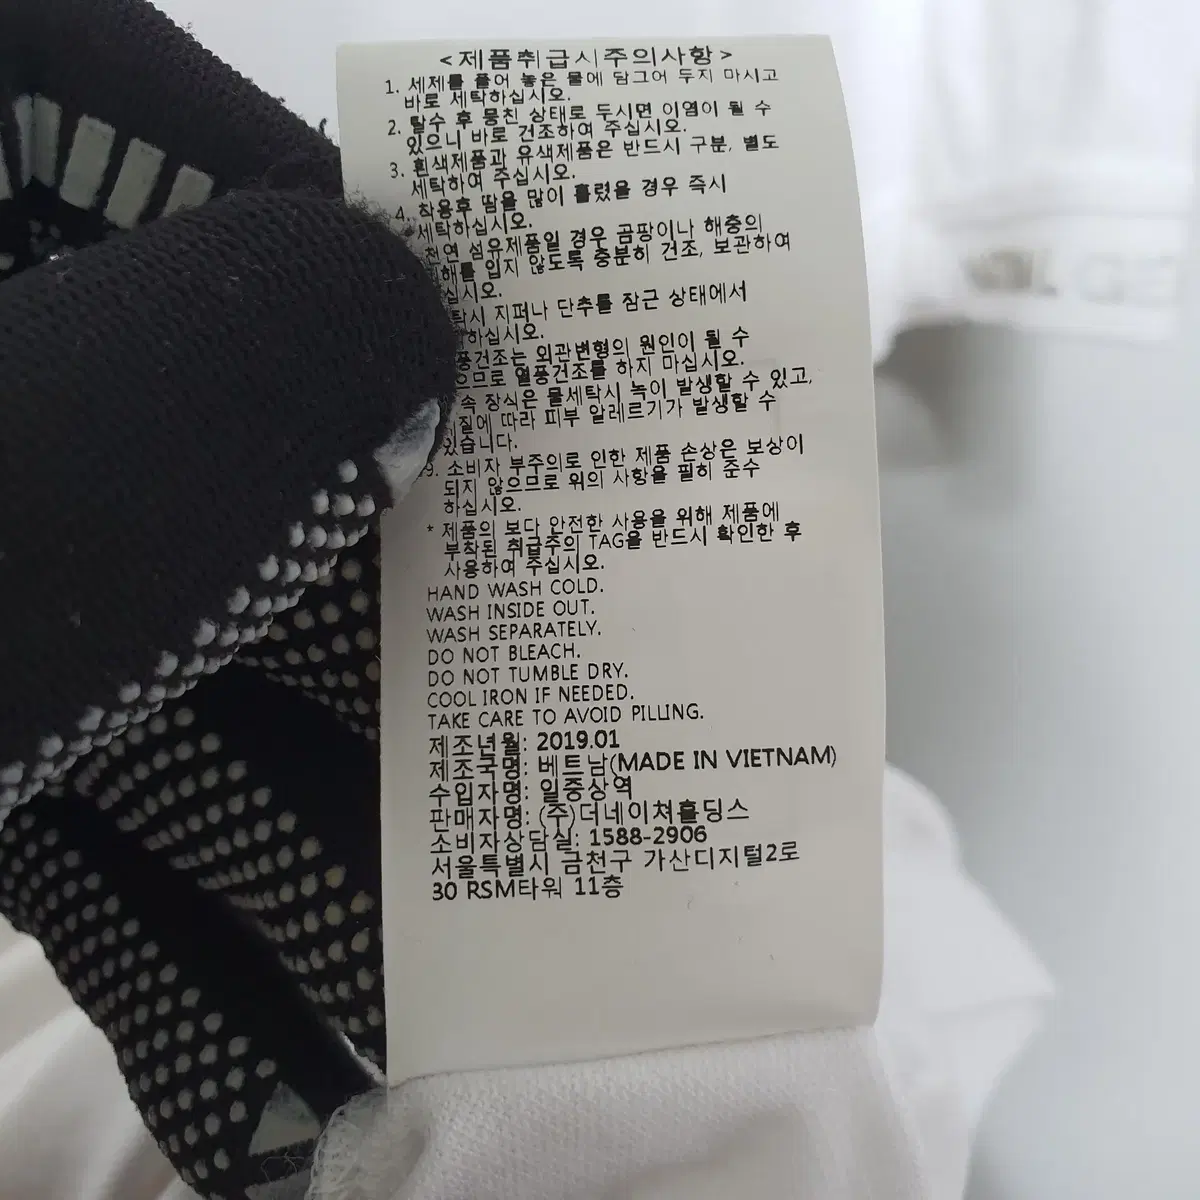 <제품취급시주의사항>
1. 세제를 풀어 놓은 물에 담그어 두지 마시고
바로 세탁하십시오.
2. 탈수 후 뭉친 상태로 두시면 이염이 될 수
있으니 바로 건조하여 주십시오.
3. 흰색제품과 유색제품은 반드시 구분, 별도
세탁하여 주십시오.
4. 착용후 땀을 많이 흘렸을 경우 즉시
세탁하십시오.
천연 섬유제품일 경우 곰팡이나 해충의
해를 입지 않도록 충분히 건조, 보관하여
십시오.
탁시 지퍼나 단추를 잠근 상태에서
하십시오.
풍건조는 외관변형의 원인이 될 수
으므로 열풍건조를 하지 마십시오.
속 장식은 물세탁시 녹이 발생할 수 있고,
질에 따라 피부 알레르기가 발생할 수
있습니다.
9. 소비자 부주의로 인한 제품 손상은 보상이
되지 않으므로 위의 사항을 필히 준수
하십시오.
* 제품의 보다 안전한 사용을 위해 제품에
부착된 취급주의 TAG을 반드시 확인한 후
사용하여 주십시오.
HAND WASH COLD.
WASH INSIDE OUT.
WASH SEPARATELY.
DO NOT BLEACH.
DO NOT TUMBLE DRY.
COOL IRON IF NEEDED.
TAKE CARE TO AVOID PILLING.
제조년월: 2019.01
제조국명: 베트남(MADE IN VIETNAM)
수입자명: 일중상역
판매자명: (주)더네이쳐홀딩스
소비자상담실: 1588-2906
서울특별시 금천구 가산디지털2로
30 RSM타워 11층